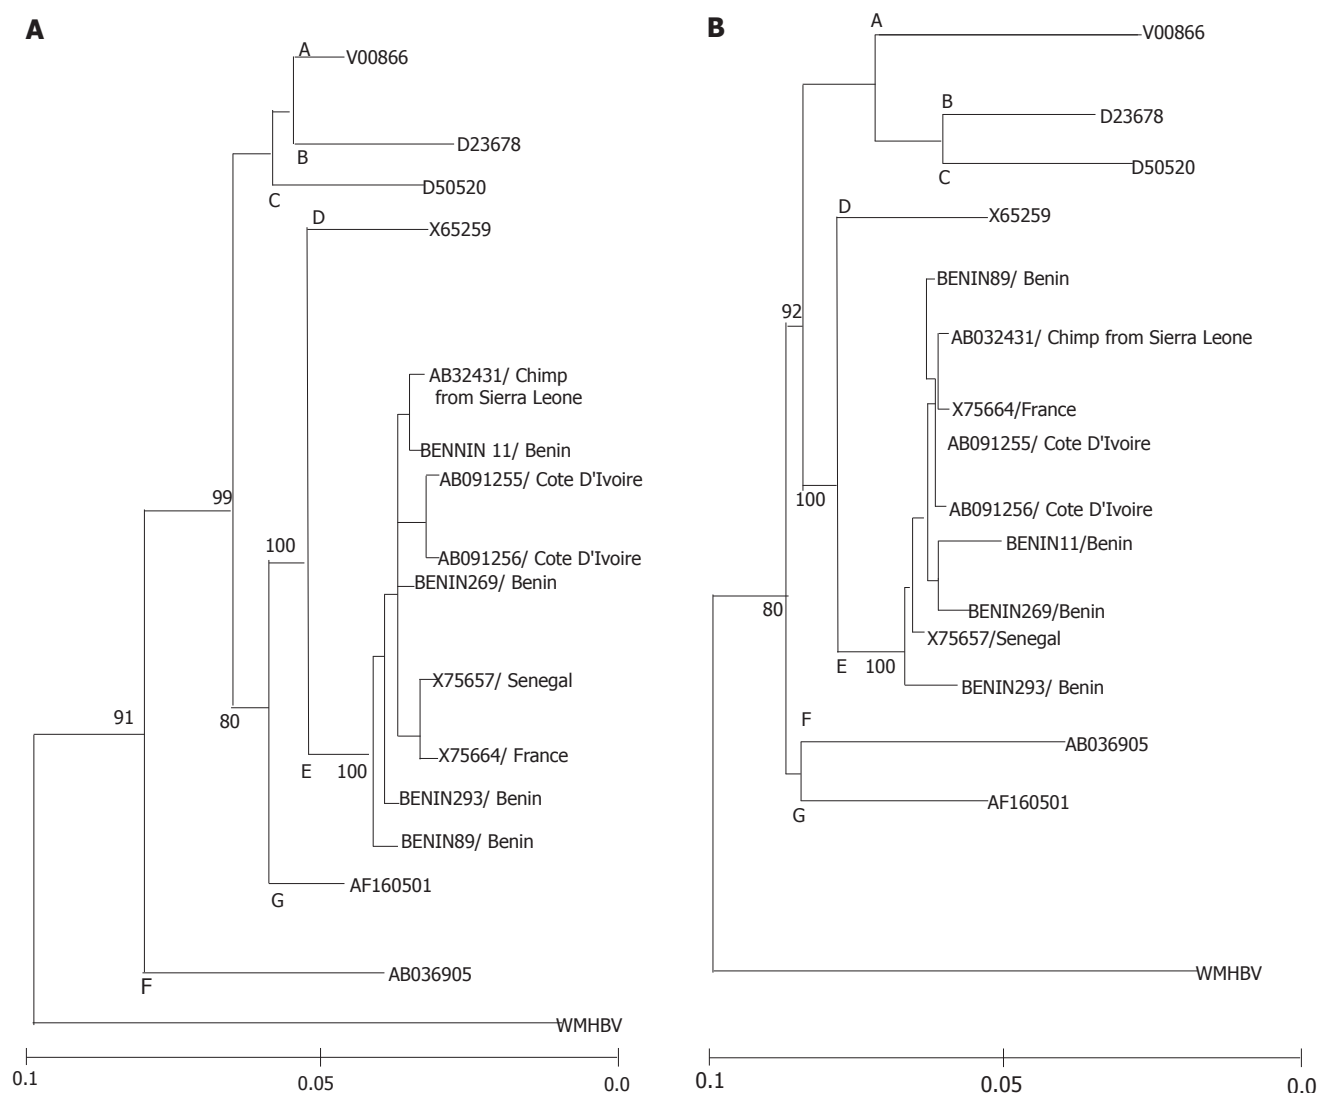 A
A
V00866
D23678
B
D50520
C
D
X65259
AB32431/ Chimp
from Sierra Leone
BENNIN 11/ Benin
AB091255/ Cote D'Ivoire
99
100
AB091256/ Cote D'Ivoire
BENIN269/ Benin
X75657/ Senegal
91
80
X75664/ France
E
100
BENIN293/ Benin
BENIN89/ Benin
AF160501
G
AB036905
F
WMHBV
0.1
0.05
0.0
B
A
V00866
B
D23678
D50520
C
D
X65259
BENIN89/ Benin
92
AB032431/ Chimp from Sierra Leone
X75664/France
AB091255/ Cote D'Ivoire
100
AB091256/ Cote D'Ivoire
BENIN11/Benin
80
BENIN269/Benin
X75657/Senegal
E
100
BENIN293/ Benin
F
AB036905
AF160501
G
WMHBV
0.1
0.05
0.0